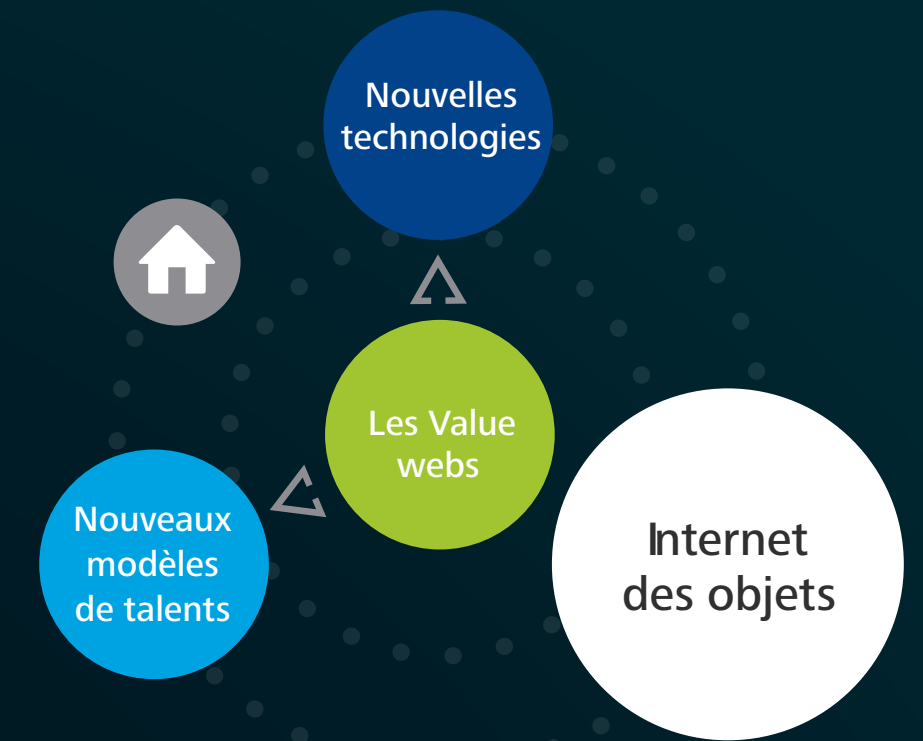 Nouvelles
technologies
Les Value
webs
Nouveaux
modèles
de talents
Internet
des objets